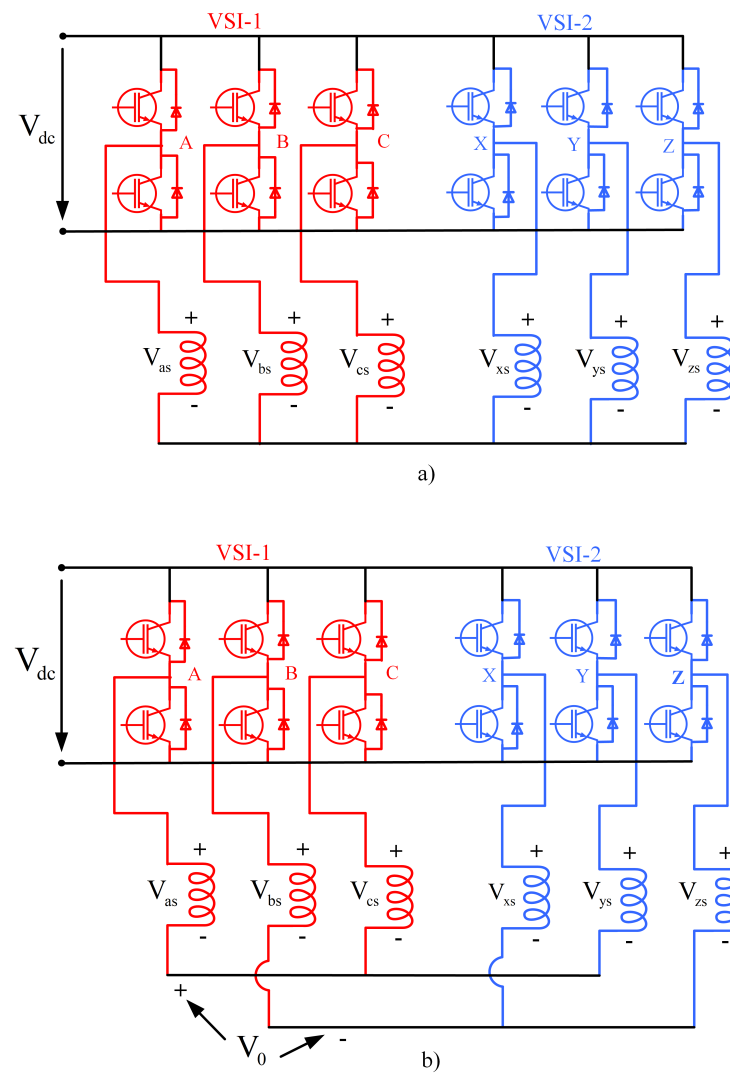 VSI-1 VSI-2
V_dc
A B C X Y Z
+ + + + + +
V_as V_bs V_cs V_xs V_ys V_zs
- - - - - -
a)
VSI-1 VSI-2
V_dc
A B C X Y Z
+ + + + + +
V_as V_bs V_cs V_xs V_ys V_zs
- - - - - -
+
V_0 -
b)